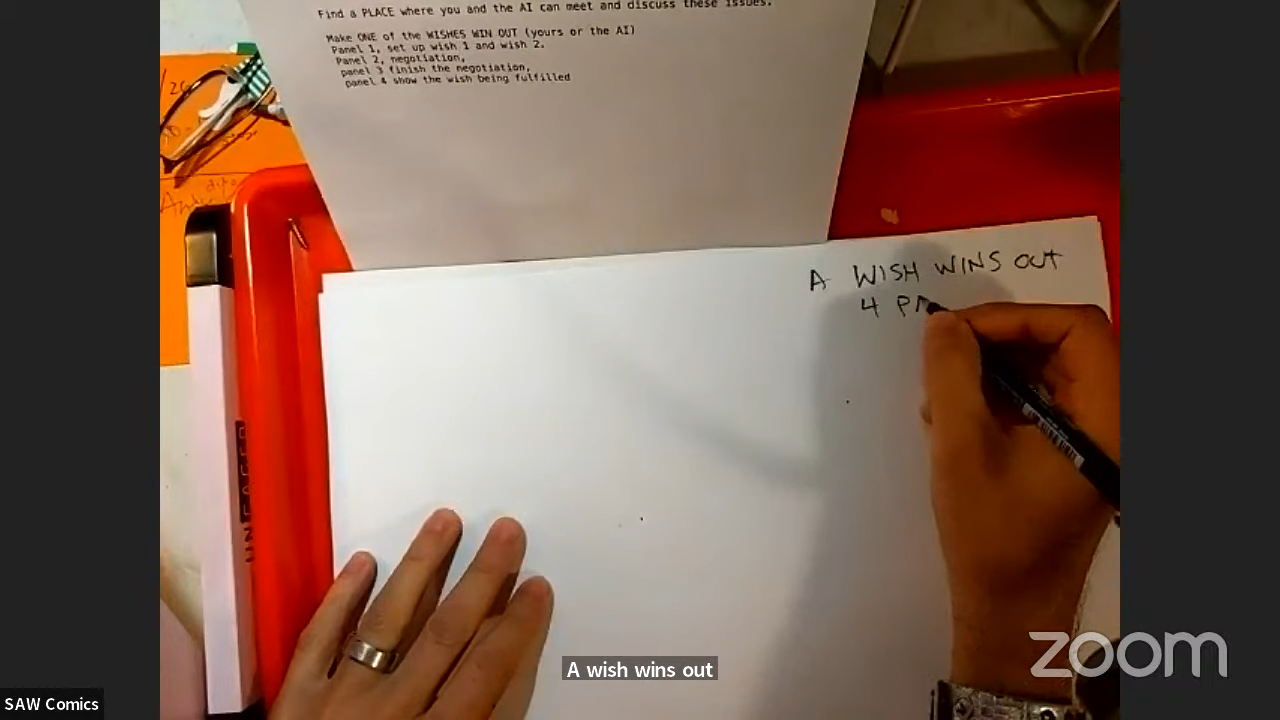 Find a PLACE where you and the AI can meet and discuss these issues.
Make ONE of the WISHES WIN OUT (yours or the AI)
Panel 1, set up wish 1 and wish 2.
Panel 2, negotiation,
panel 3 finish the negotiation,
panel 4 show the wish being fulfilled
A WISH WINS OUT
4 P
A wish wins out
zoom
SAW Comics